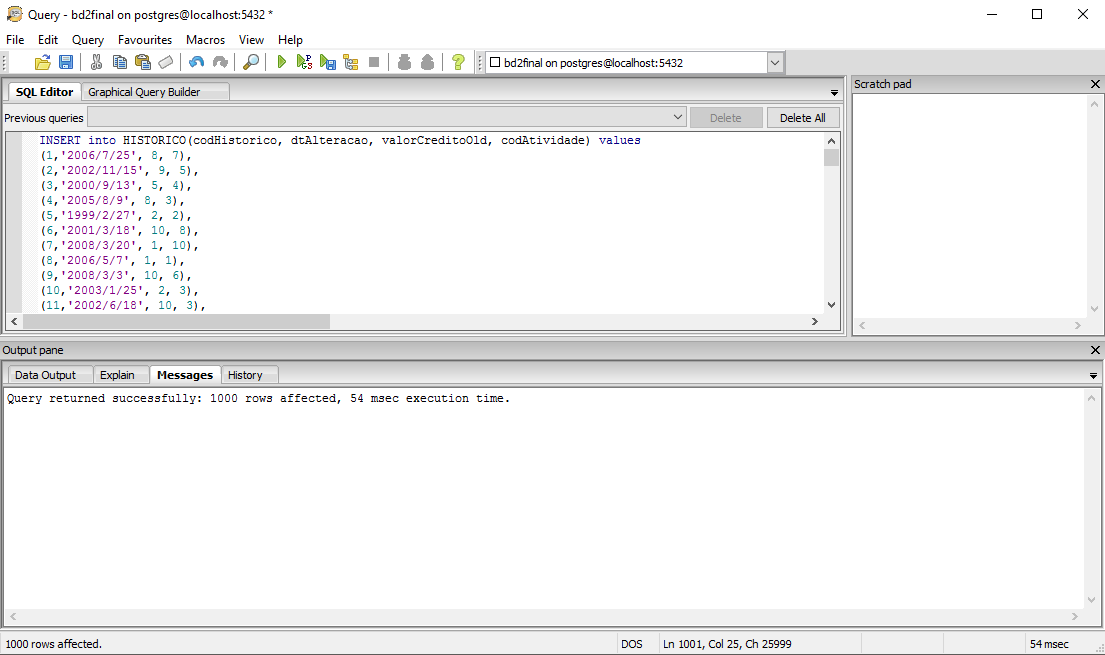 Query - bd2final on postgres@localhost:5432 *
File Edit Query Favourites Macros View Help
bd2final on postgres@localhost:5432
SQL Editor Graphical Query Builder
Previous queries Delete Delete All
INSERT into HISTORICO(codHistorico, dtAlteracao, valorCreditoOld, codAtividade) values
(1,'2006/7/25', 8, 7),
(2,'2002/11/15', 9, 5),
(3,'2000/9/13', 5, 4),
(4,'2005/8/9', 8, 3),
(5,'1999/2/27', 2, 2),
(6,'2001/3/18', 10, 8),
(7,'2008/3/20', 1, 10),
(8,'2006/5/7', 1, 1),
(9,'2008/3/3', 10, 6),
(10,'2003/1/25', 2, 3),
(11,'2002/6/18', 10, 3),
Scratch pad
Output pane
Data Output Explain Messages History
Query returned successfully: 1000 rows affected, 54 msec execution time.
1000 rows affected. DOS Ln 1001, Col 25, Ch 25999 54 msec